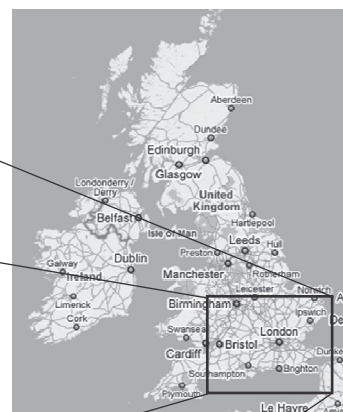 Aberdeen
Dundee
Edinburgh
Glasgow
Londonderry /
Derry
United
Kingdom
Belfast
Isle of Man
Hartlepool
Leeds
Hull
Preston
Galway
Dublin
Ireland
Manchester
Rotherham
Limerick
Leicester
Norwich
Birmingham
Cork
Ipswich
Swansea
London
Cardiff
Bristol
Southampton
Brighton
Plymouth
Le Havre